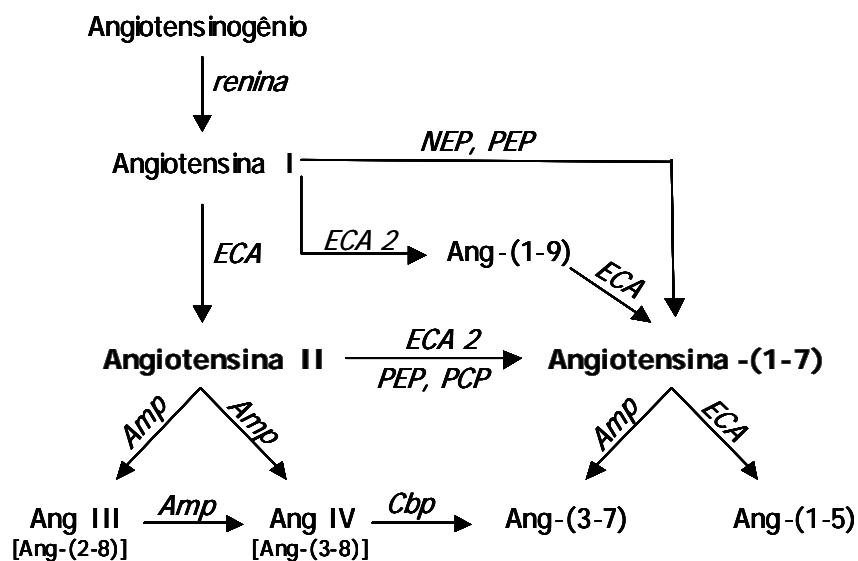 Angiotensinogênio
renina
NEP, PEP
Angiotensina I
ECA
ECA 2
Ang-(1-9)
ECA
Angiotensina II
ECA 2
PEP, PCP
Angiotensina -(1-7)
Amp
Amp
Amp
ECA
Ang III
[Ang-(2-8)]
Amp
Ang IV
[Ang-(3-8)]
Cbp
Ang-(3-7)
Ang-(1-5)